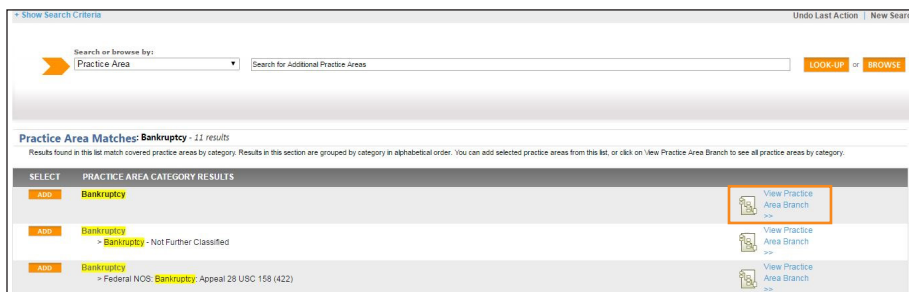 + Show Search Criteria
Undo Last Action | New Sear
Search or browse by:
Practice Area
Search for Additional Practice Areas
LOOK-UP or BROWSE
Practice Area Matches: Bankruptcy - 11 results
Results found in this list match covered practice areas by category. Results in this section are grouped by category in alphabetical order. You can add selected practice areas from this list, or click on View Practice Area Branch to see all practice areas by category.
SELECT PRACTICE AREA CATEGORY RESULTS
ADD Bankruptcy
View Practice
Area Branch
>>
ADD Bankruptcy
> Bankruptcy - Not Further Classified
View Practice
Area Branch
>>
ADD Bankruptcy
> Federal NOS: Bankruptcy: Appeal 28 USC 158 (422)
View Practice
Area Branch
>>